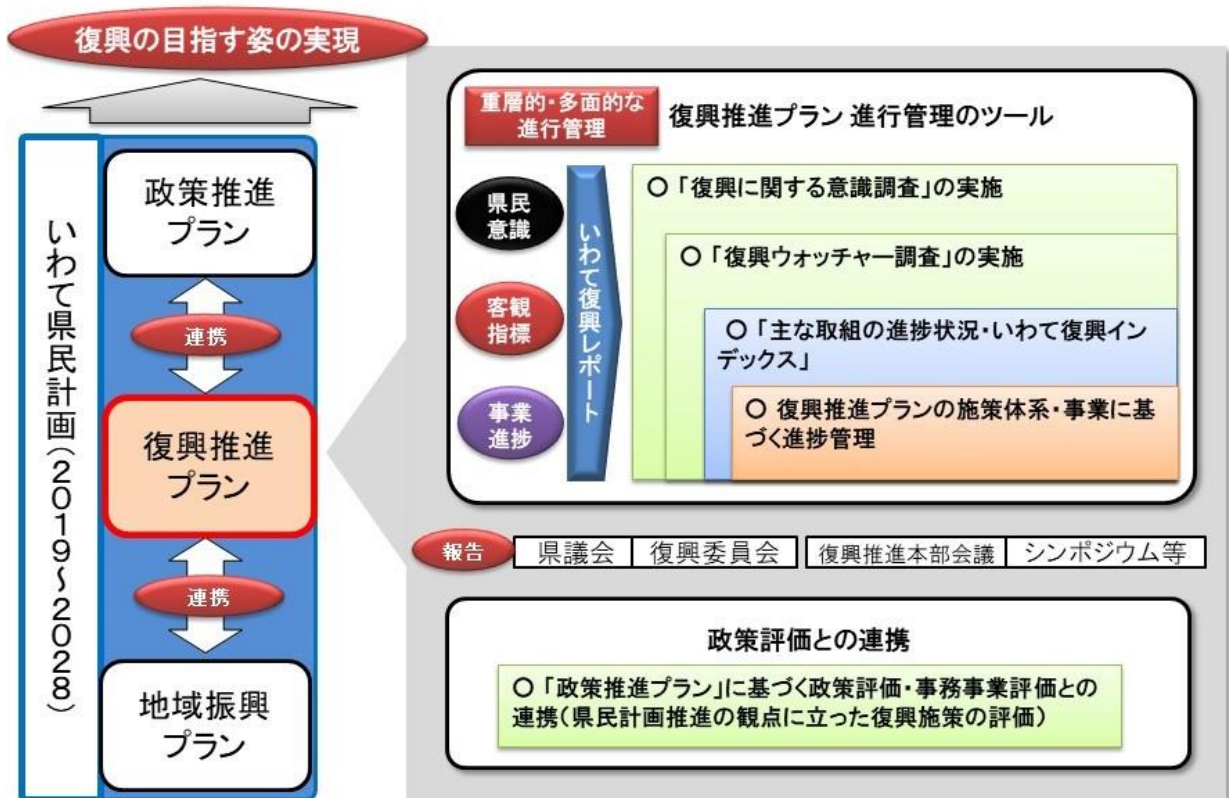 復興の目指す姿の実現
いわて県民計画（２０１９～２０２８）
政策推進
プラン
連携
復興推進
プラン
連携
地域振興
プラン
重層的・多面的な
進行管理
復興推進プラン 進行管理のツール
県民
意識
客観
指標
事業
進捗
いわて復興レポート
○「復興に関する意識調査」の実施
○「復興ウォッチャー調査」の実施
○「主な取組の進捗状況・いわて復興イン
デックス」
○ 復興推進プランの施策体系・事業に基
づく進捗管理
報告
県議会
復興委員会
復興推進本部会議
シンポジウム等
政策評価との連携
○「政策推進プラン」に基づく政策評価・事務事業評価との
連携（県民計画推進の観点に立った復興施策の評価）